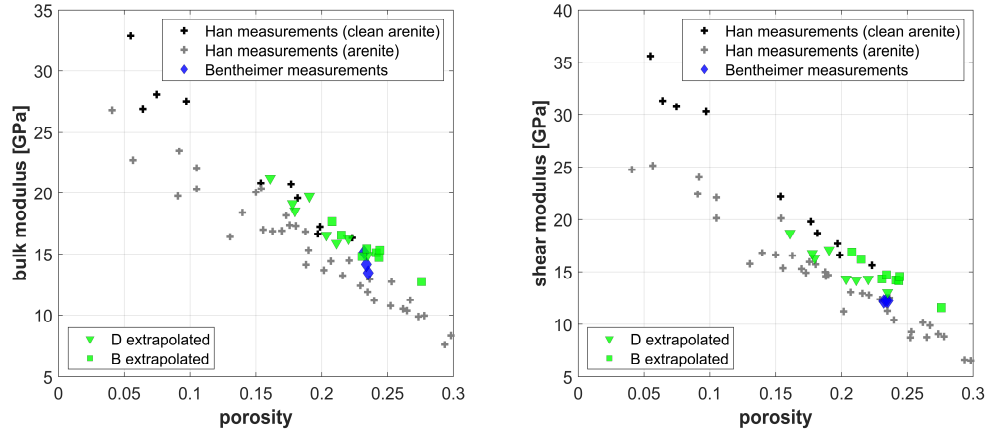 35
30
25
20
15
10
5
0
0.05
0.1
0.15
0.2
0.25
0.3
bulk modulus [GPa]
porosity
Han measurements (clean arenite)
Han measurements (arenite)
Bentheimer measurements
D extrapolated
B extrapolated
40
35
30
25
20
15
10
5
0
0.05
0.1
0.15
0.2
0.25
0.3
shear modulus [GPa]
porosity
Han measurements (clean arenite)
Han measurements (arenite)
Bentheimer measurements
D extrapolated
B extrapolated